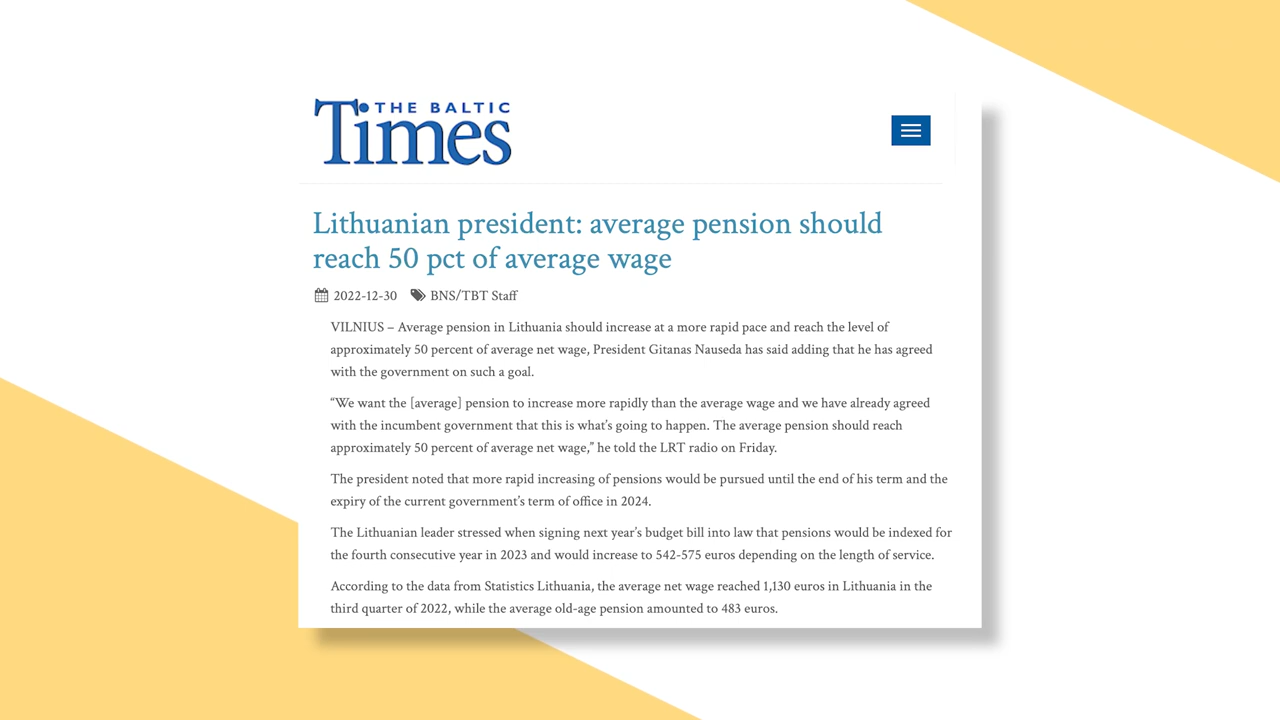 THE BALTIC
Times
Lithuanian president: average pension should
reach 50 pct of average wage
2022-12-30 BNS/TBT Staff
VILNIUS – Average pension in Lithuania should increase at a more rapid pace and reach the level of
approximately 50 percent of average net wage, President Gitanas Nauseda has said adding that he has agreed
with the government on such a goal.
“We want the [average] pension to increase more rapidly than the average wage and we have already agreed
with the incumbent government that this is what’s going to happen. The average pension should reach
approximately 50 percent of average net wage,” he told the LRT radio on Friday.
The president noted that more rapid increasing of pensions would be pursued until the end of his term and the
expiry of the current government’s term of office in 2024.
The Lithuanian leader stressed when signing next year’s budget bill into law that pensions would be indexed for
the fourth consecutive year in 2023 and would increase to 542-575 euros depending on the length of service.
According to the data from Statistics Lithuania, the average net wage reached 1,130 euros in Lithuania in the
third quarter of 2022, while the average old-age pension amounted to 483 euros.